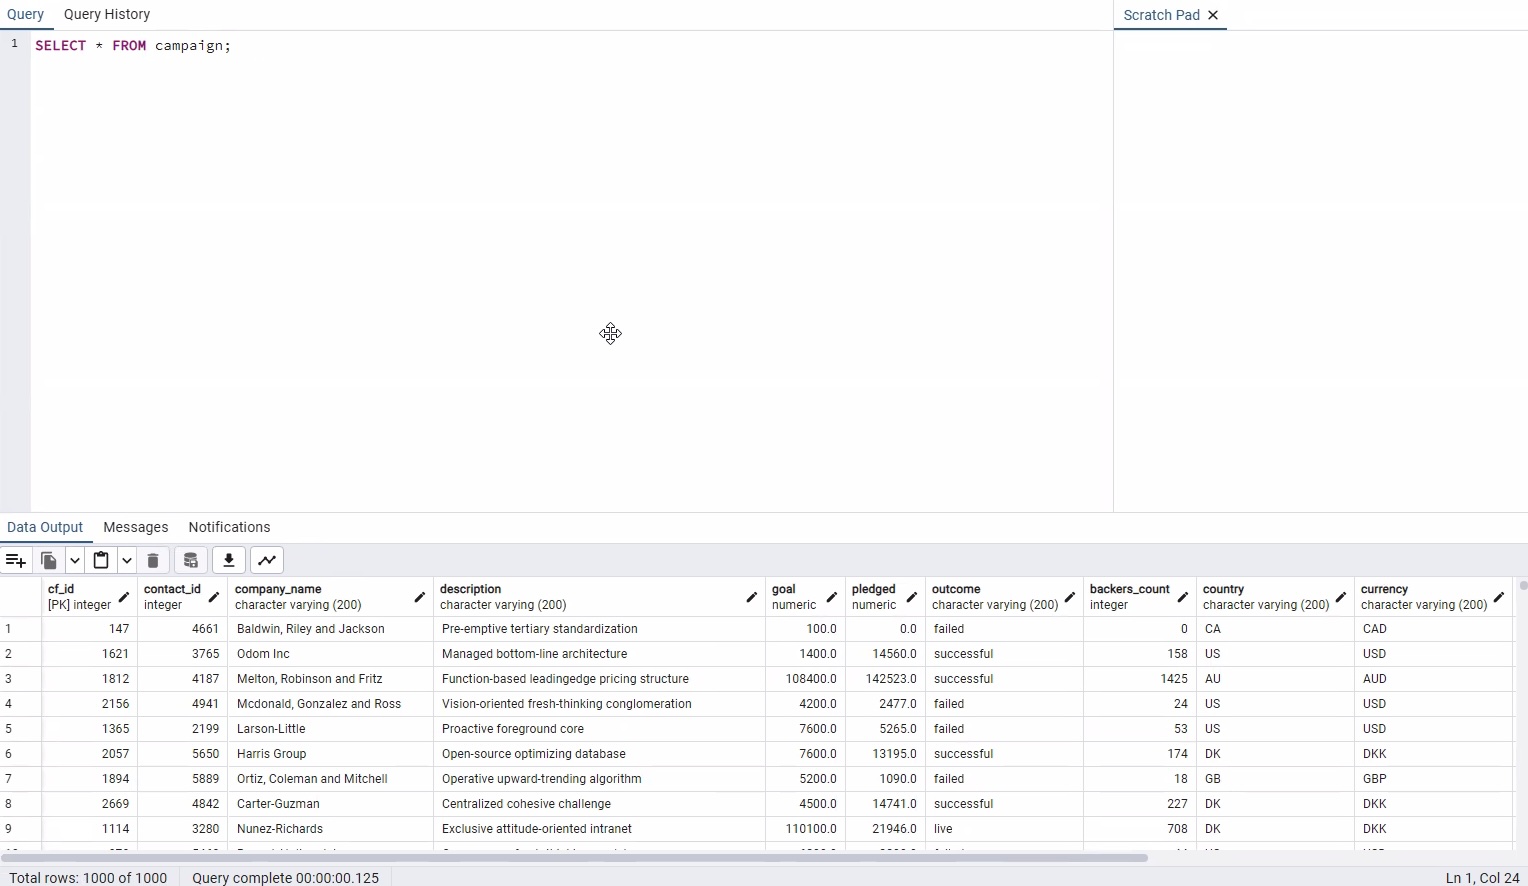 Query Query History Scratch Pad
1 SELECT * FROM campaign;
Data Output Messages Notifications
cf_id contact_id company_name description goal pledged outcome backers_count country currency
[PK] integer integer character varying (200) character varying (200) numeric numeric character varying (200) integer character varying (200) character varying (200)
1 147 4661 Baldwin, Riley and Jackson Pre-emptive tertiary standardization 100.0 0.0 failed 0 CA CAD
2 1621 3765 Odom Inc Managed bottom-line architecture 1400.0 14560.0 successful 158 US USD
3 1812 4187 Melton, Robinson and Fritz Function-based leadingedge pricing structure 108400.0 142523.0 successful 1425 AU AUD
4 2156 4941 Mcdonald, Gonzalez and Ross Vision-oriented fresh-thinking conglomeration 4200.0 2477.0 failed 24 US USD
5 1365 2199 Larson-Little Proactive foreground core 7600.0 5265.0 failed 53 US USD
6 2057 5650 Harris Group Open-source optimizing database 7600.0 13195.0 successful 174 DK DKK
7 1894 5889 Ortiz, Coleman and Mitchell Operative upward-trending algorithm 5200.0 1090.0 failed 18 GB GBP
8 2669 4842 Carter-Guzman Centralized cohesive challenge 4500.0 14741.0 successful 227 DK DKK
9 1114 3280 Nunez-Richards Exclusive attitude-oriented intranet 110100.0 21946.0 live 708 DK DKK
Total rows: 1000 of 1000 Query complete 00:00:00.125 Ln 1, Col 24